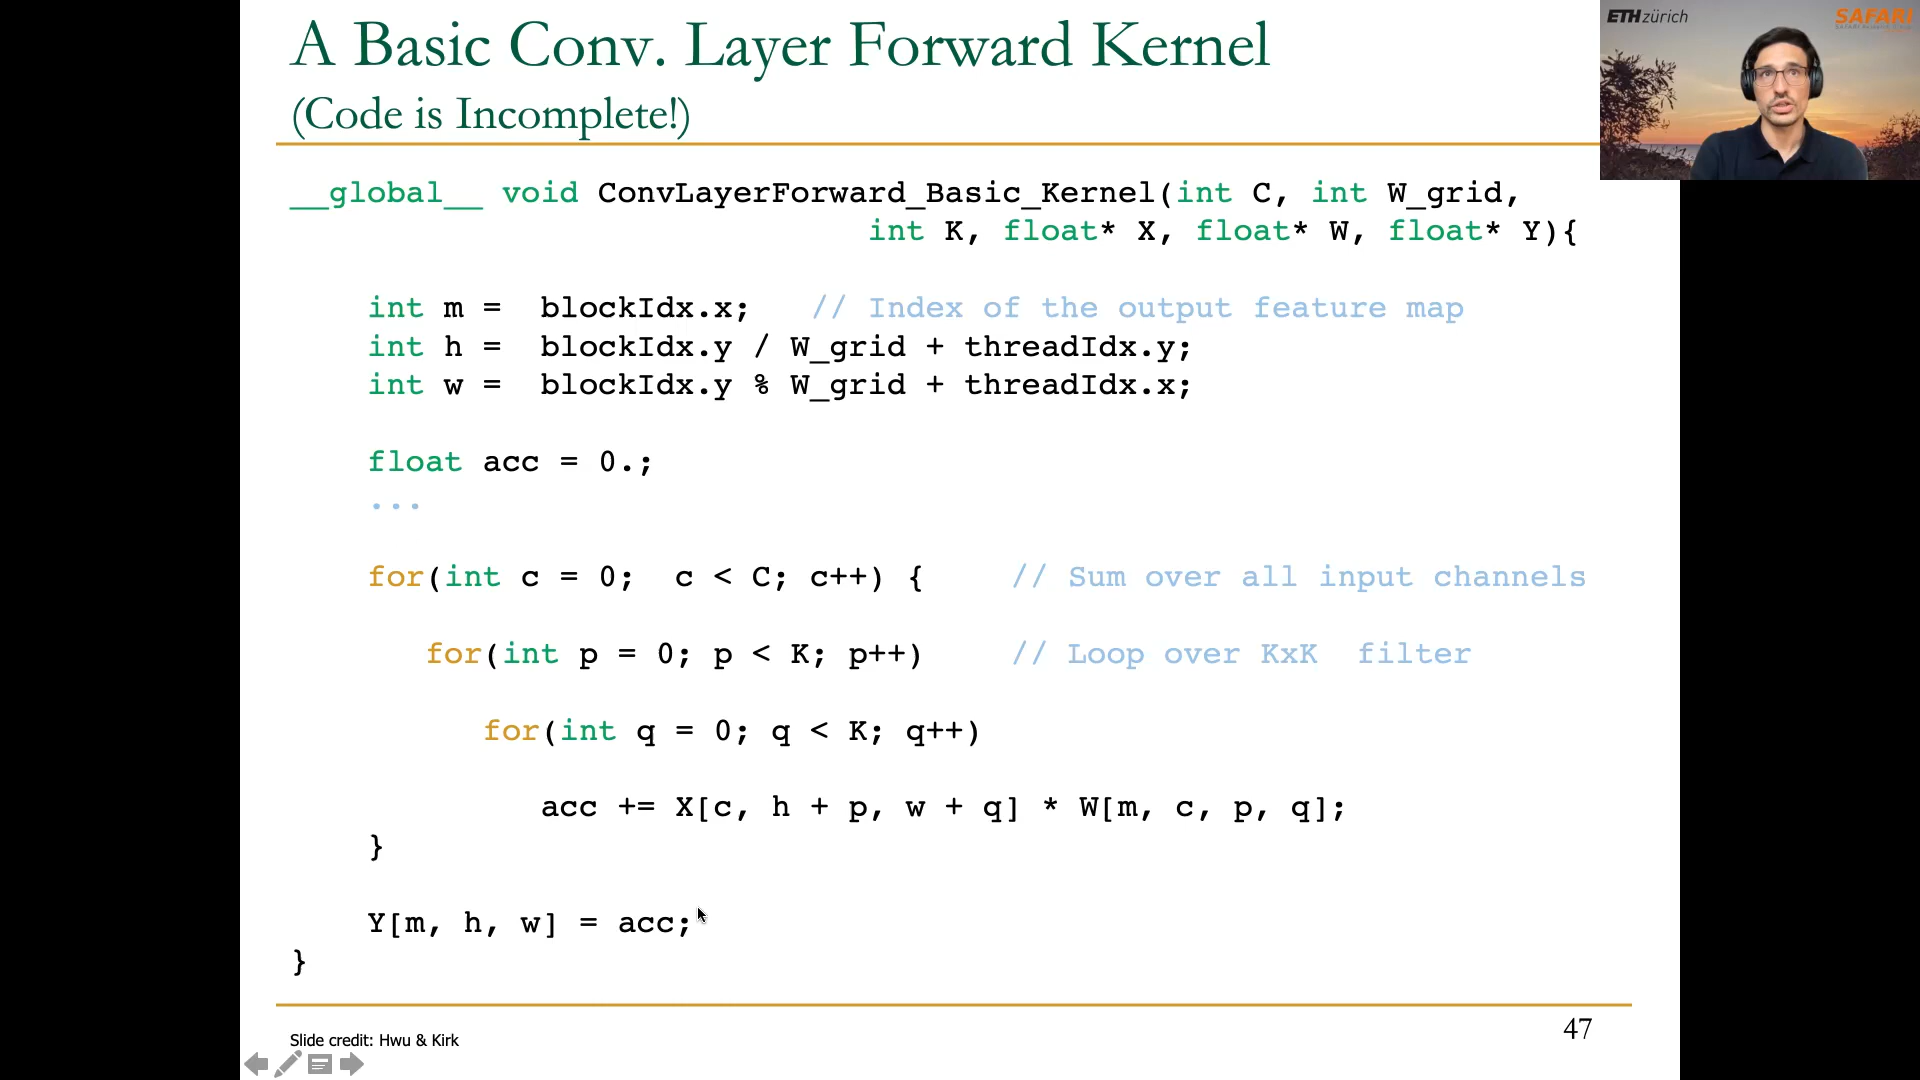 A Basic Conv. Layer Forward Kernel
(Code is Incomplete!)
ETH zürich
SAFARI
__global__ void ConvLayerForward_Basic_Kernel(int C, int W_grid,
int K, float* X, float* W, float* Y){
int m =  blockIdx.x;   // Index of the output feature map
int h =  blockIdx.y / W_grid + threadIdx.y;
int w =  blockIdx.y % W_grid + threadIdx.x;
float acc = 0.;
...
for(int c = 0;  c < C; c++) {     // Sum over all input channels
for(int p = 0; p < K; p++)     // Loop over KxK  filter
for(int q = 0; q < K; q++)
acc += X[c, h + p, w + q] * W[m, c, p, q];
}
Y[m, h, w] = acc;
}
Slide credit: Hwu & Kirk
47